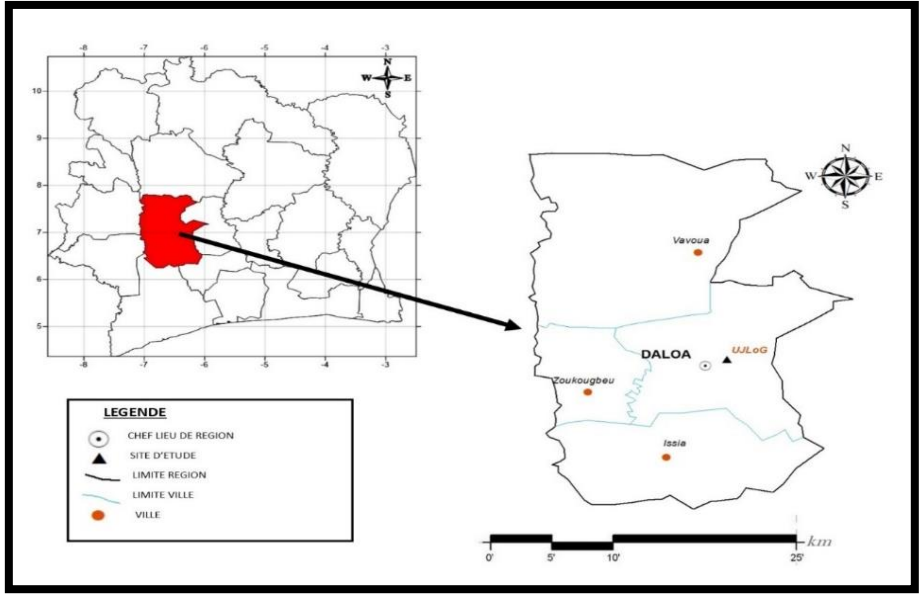 -8 -7 -6 -5 -4 -3
N
W E
S
10
9
8
7
6
5
-8 -7 -6 -5 -4 -3
N
W E
S
Vavoua
DALOA
UJLoG
Zoukougbeu
Issia
LEGENDE
CHEF LIEU DE REGION
SITE D'ETUDE
LIMITE REGION
LIMITE VILLE
VILLE
km
0' 5' 10' 25'